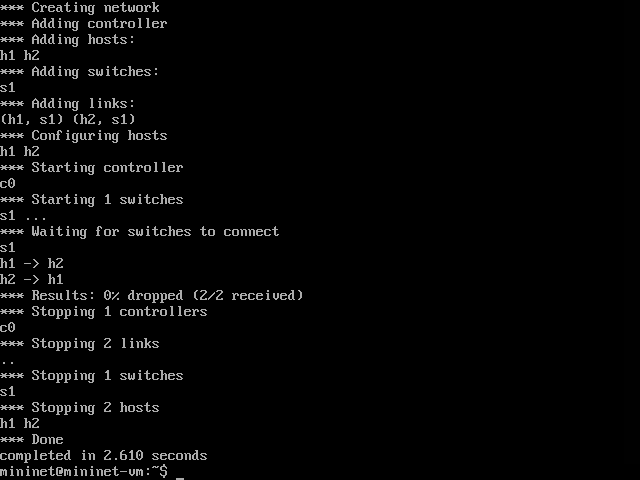 *** Creating network
*** Adding controller
*** Adding hosts:
h1 h2
*** Adding switches:
s1
*** Adding links:
(h1, s1) (h2, s1)
*** Configuring hosts
h1 h2
*** Starting controller
c0
*** Starting 1 switches
s1 ...
*** Waiting for switches to connect
s1
h1 -> h2
h2 -> h1
*** Results: 0% dropped (2/2 received)
*** Stopping 1 controllers
c0
*** Stopping 2 links
..
*** Stopping 1 switches
s1
*** Stopping 2 hosts
h1 h2
*** Done
completed in 2.610 seconds
mininet@mininet-vm:~$ _